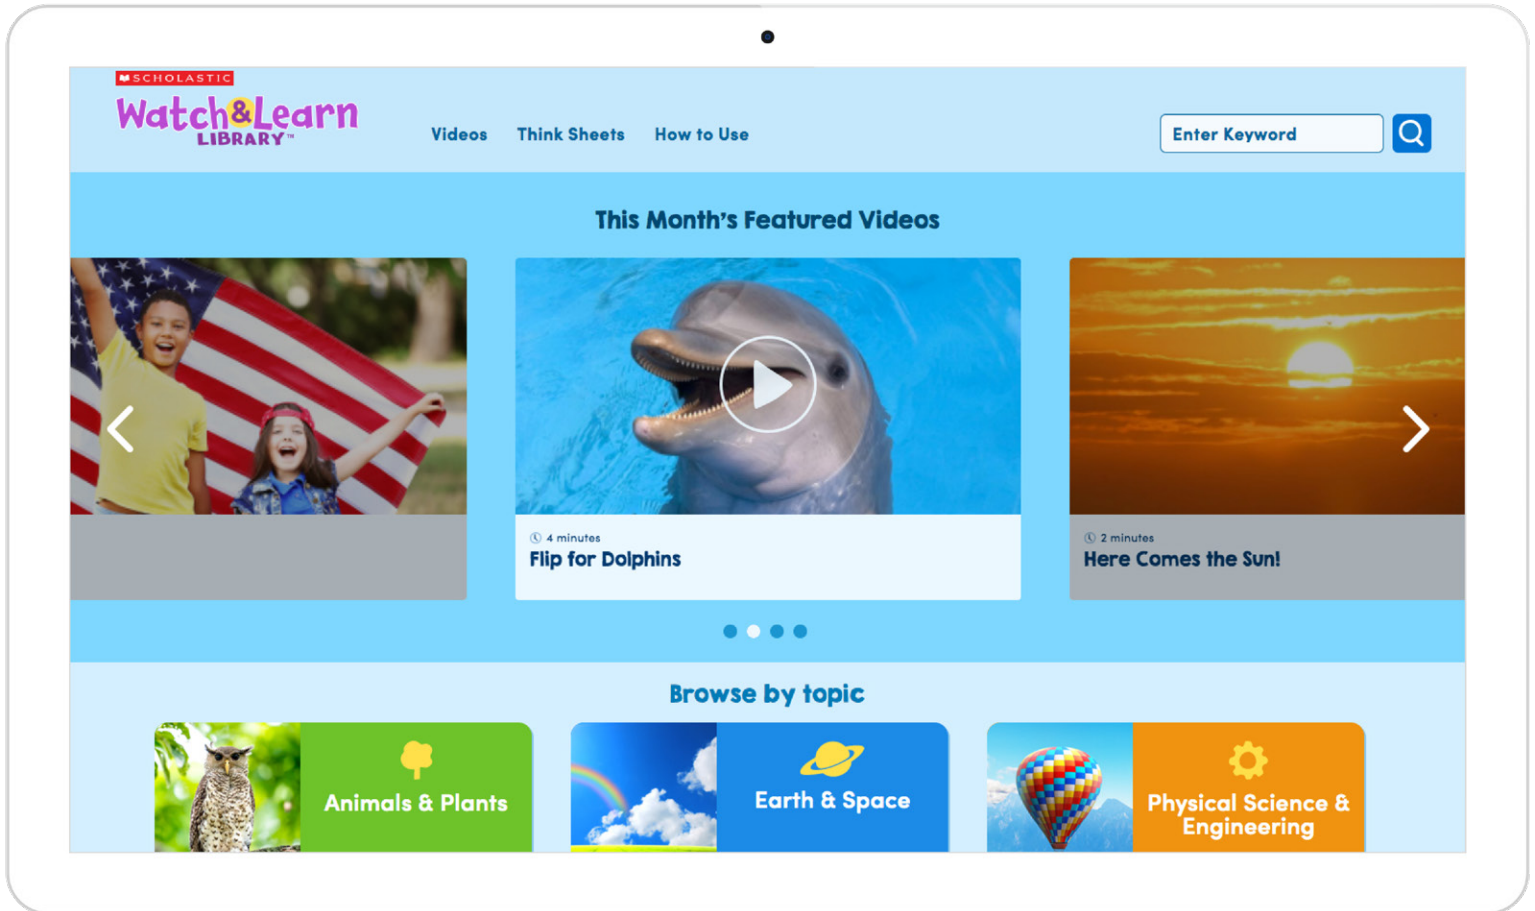 SCHOLASTIC
Watch&Learn
LIBRARY™
Videos
Think Sheets
How to Use
Enter Keyword
This Month's Featured Videos
4 minutes
Flip for Dolphins
2 minutes
Here Comes the Sun!
Browse by topic
Animals & Plants
Earth & Space
Physical Science &
Engineering